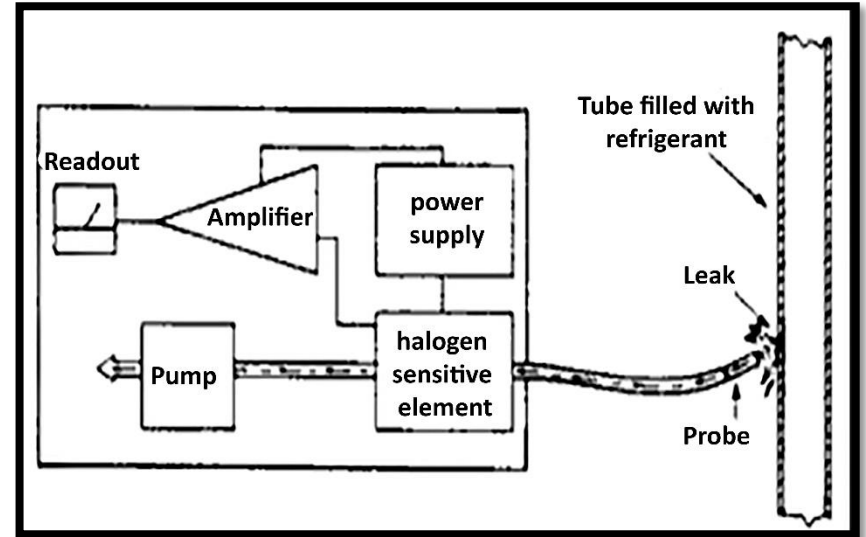 Tube filled with
refrigerant
Readout
Amplifier
power
supply
Leak
Pump
halogen
sensitive
element
Probe